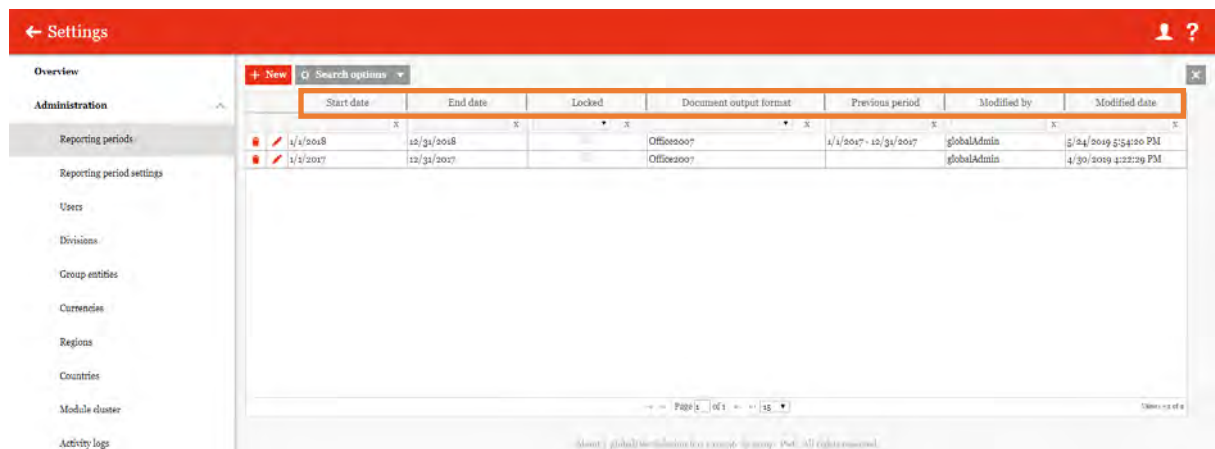 ← Settings ?
Overview
Administration
Reporting periods
Reporting period settings
Users
Divisions
Group entities
Currencies
Regions
Countries
Module cluster
Activity logs
+ New Search options
Start date End date Locked Document output format Previous period Modified by Modified date
x x x x x x x
1/1/2018 12/31/2018 Office2007 1/1/2017 - 12/31/2017 globalAdmin 5/24/2019 5:54:20 PM
1/1/2017 12/31/2017 Office2007 globalAdmin 4/30/2019 4:22:29 PM
Page 1 of 1 15
All rights reserved.